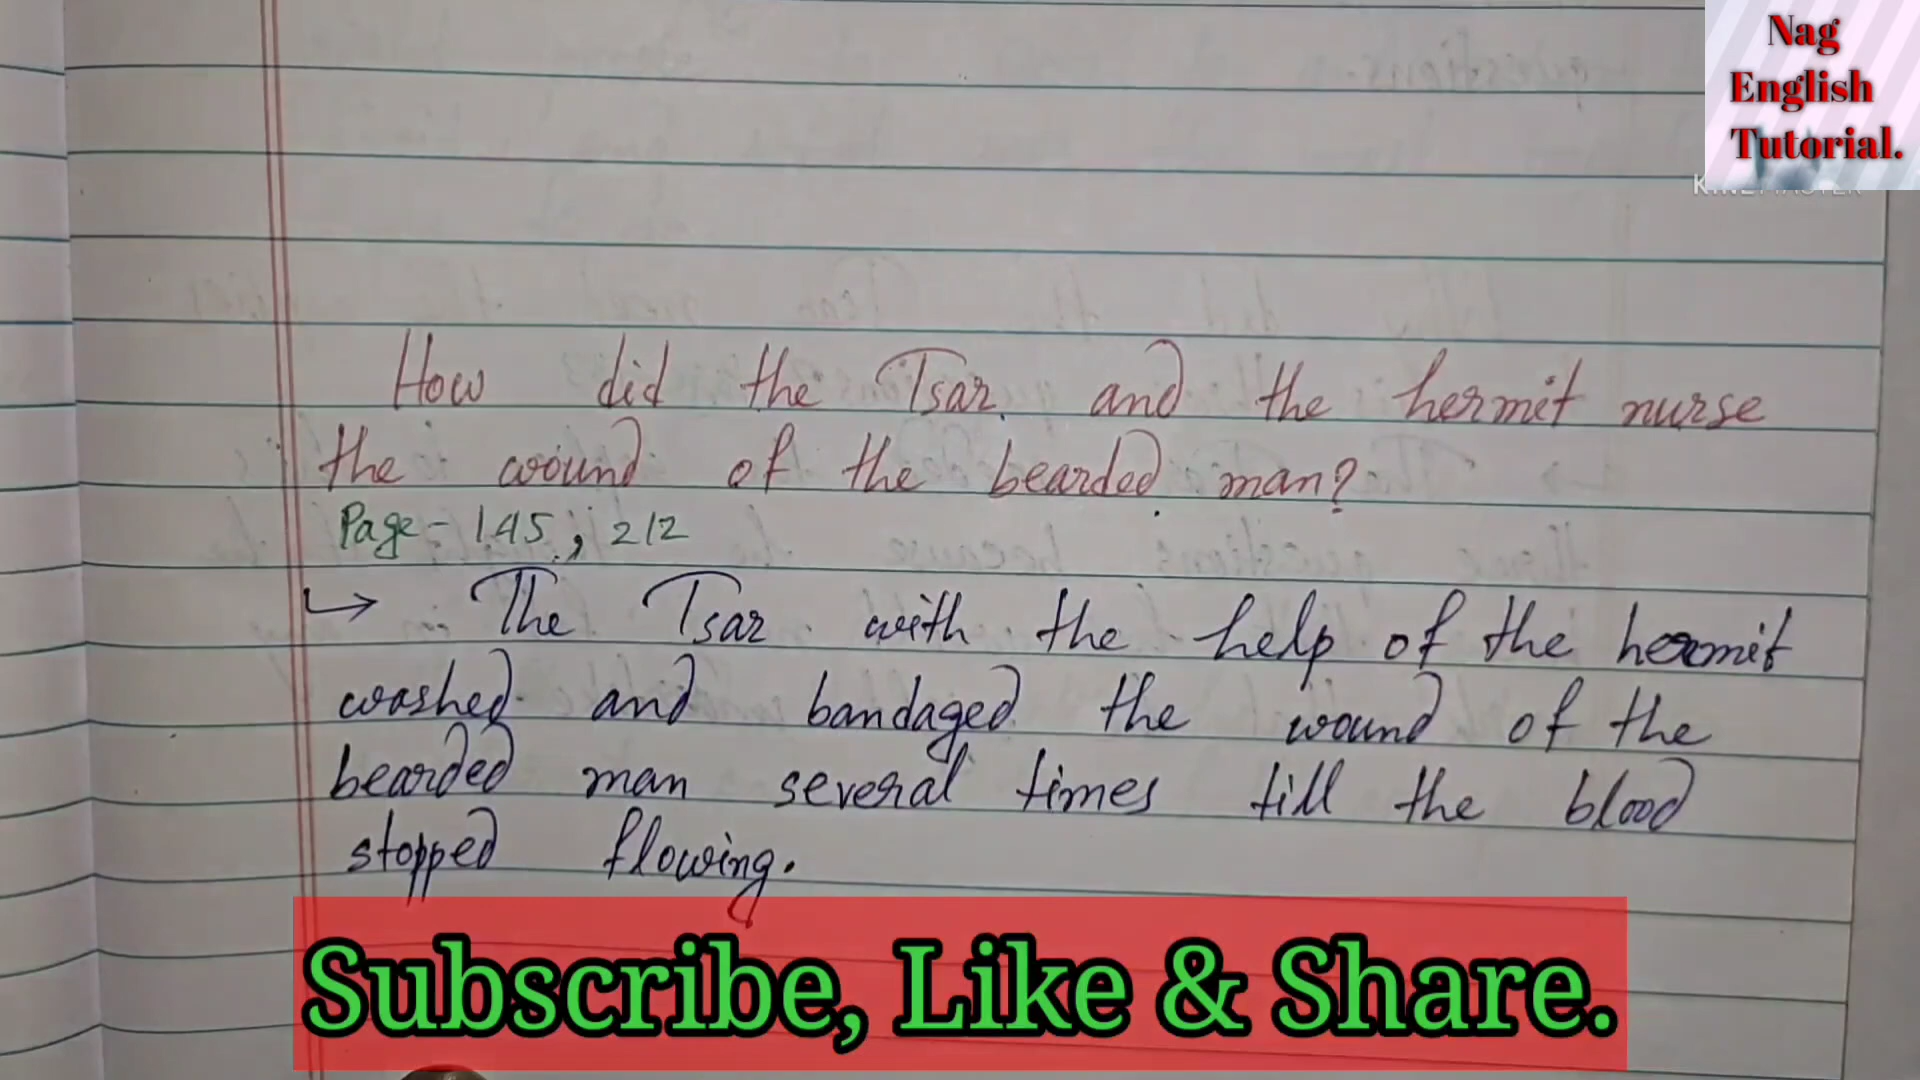 Nag
English
Tutorial.
KINEMASTER
How did the Tsar and the hermit nurse
the wound of the bearded man?
Page - 145, 212
↳ The Tsar with the help of the hermit
washed and bandaged the wound of the
bearded man several times till the blood
stopped flowing.
Subscribe, Like & Share.